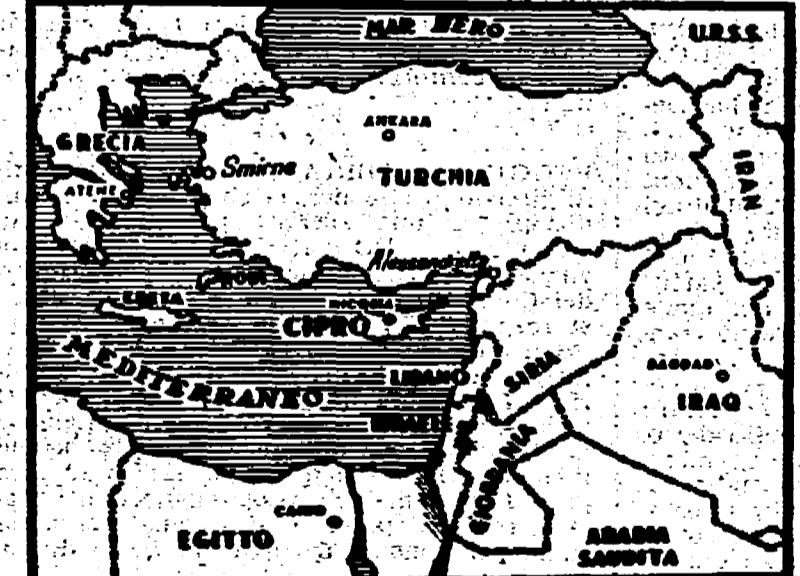 MAR NERO
U.R.S.S.
ANKARA
GRECIA
Smirne
TURCHIA
IRAN
ATENE
Alessandretta
RODI
CRETA
NICOSIA
CIPRO
MEDITERRANEO
LIBANO
SIRIA
BAGDAD
IRAQ
ISRAELE
GIORDANIA
CAIRO
EGITTO
ARABIA
SAUDITA